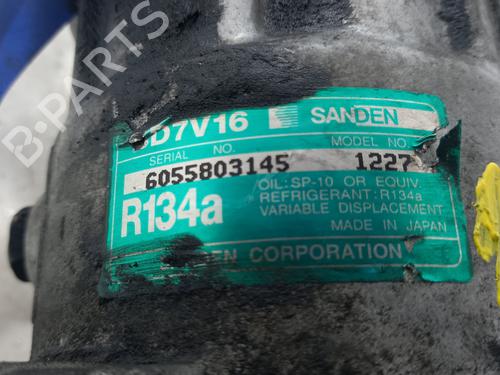 D7V16 SANDEN
SERIAL NO. MODEL NO.
6055803145 1227
OIL: SP-10 OR EQUIV.
R134a REFRIGERANT: R134a
VARIABLE DISPLACEMENT
MADE IN JAPAN
EN CORPORATION
B-PARTS